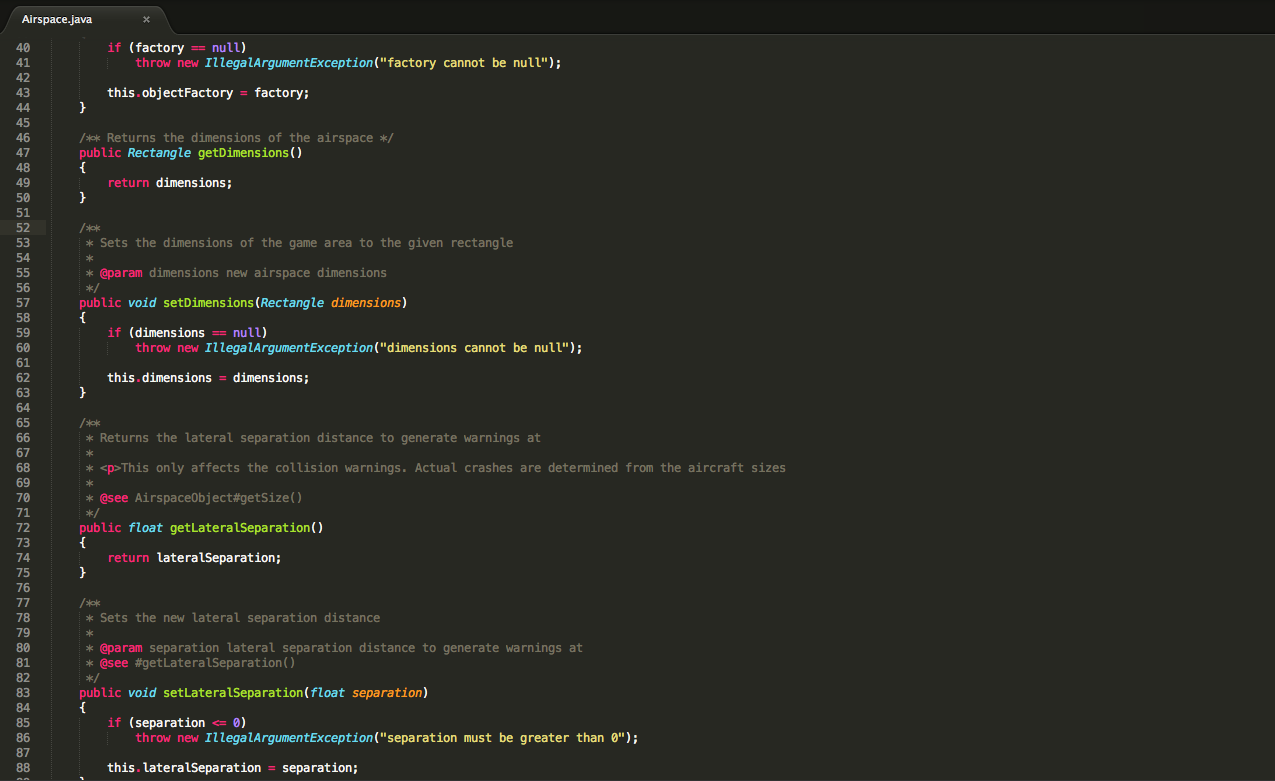 Airspace.java ×
40 if (factory == null)
41 throw new IllegalArgumentException("factory cannot be null");
42
43 this.objectFactory = factory;
44 }
45
46 /** Returns the dimensions of the airspace */
47 public Rectangle getDimensions()
48 {
49 return dimensions;
50 }
51
52 /**
53 * Sets the dimensions of the game area to the given rectangle
54 *
55 * @param dimensions new airspace dimensions
56 */
57 public void setDimensions(Rectangle dimensions)
58 {
59 if (dimensions == null)
60 throw new IllegalArgumentException("dimensions cannot be null");
61
62 this.dimensions = dimensions;
63 }
64
65 /**
66 * Returns the lateral separation distance to generate warnings at
67 *
68 * <p>This only affects the collision warnings. Actual crashes are determined from the aircraft sizes
69 *
70 * @see AirspaceObject#getSize()
71 */
72 public float getLateralSeparation()
73 {
74 return lateralSeparation;
75 }
76
77 /**
78 * Sets the new lateral separation distance
79 *
80 * @param separation lateral separation distance to generate warnings at
81 * @see #getLateralSeparation()
82 */
83 public void setLateralSeparation(float separation)
84 {
85 if (separation <= 0)
86 throw new IllegalArgumentException("separation must be greater than 0");
87
88 this.lateralSeparation = separation;